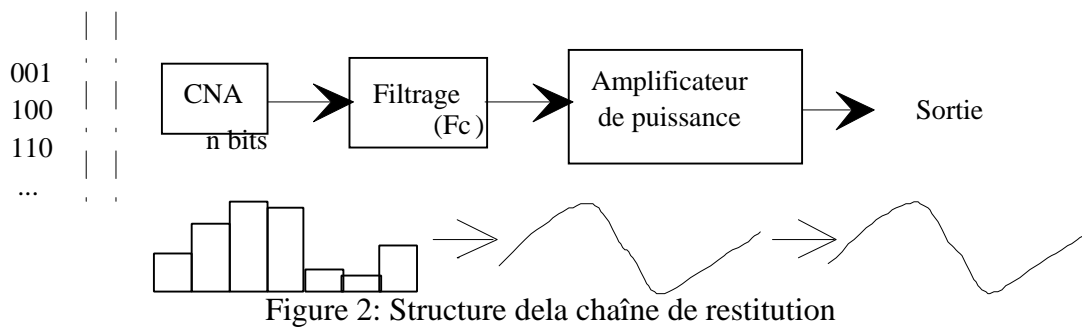 001
100
110
...
CNA
n bits
Filtrage
(Fc)
Amplificateur
de puissance
Sortie
Figure 2: Structure dela chaîne de restitution